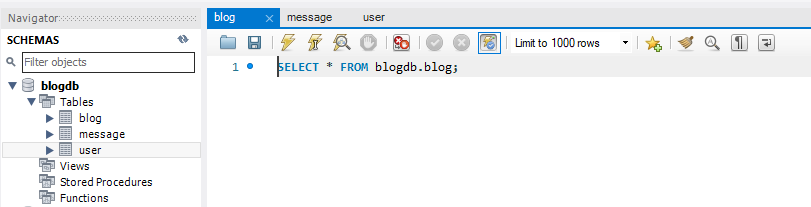 Navigator
SCHEMAS
Filter objects
blogdb
Tables
blog
message
user
Views
Stored Procedures
Functions
blog message user
Limit to 1000 rows
1 SELECT * FROM blogdb.blog;